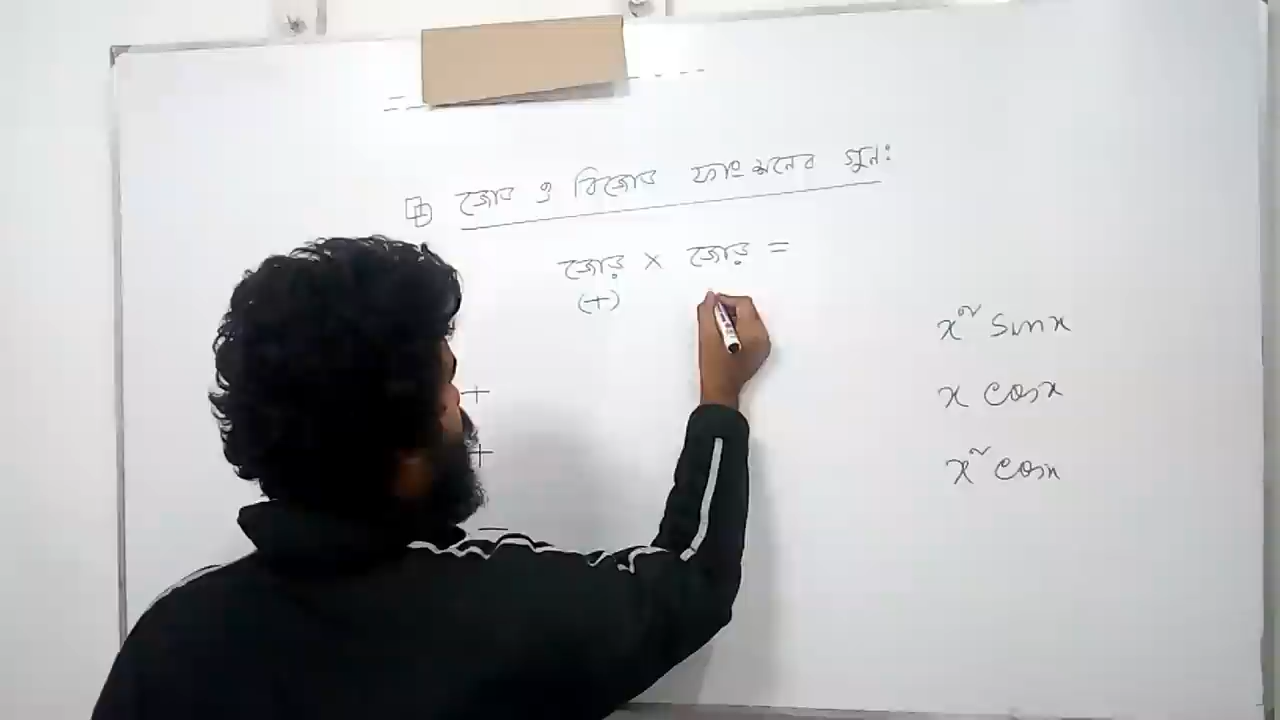 = - - - - -
জোড় ও বিজোড় ফাংশনের গুন:
জোড় × জোড় =
(+)
+
+
−
x² sinx
x cosx
x² cosx